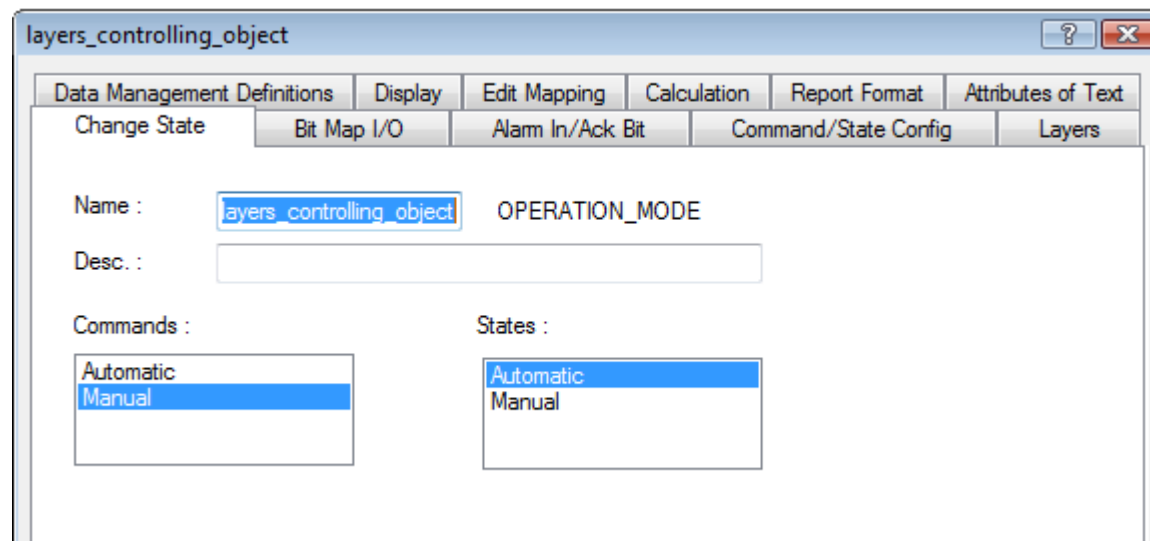 layers_controlling_object
Data Management Definitions Display Edit Mapping Calculation Report Format Attributes of Text
Change State Bit Map I/O Alarm In/Ack Bit Command/State Config Layers
Name : layers_controlling_object OPERATION_MODE
Desc. :
Commands : States :
Automatic Automatic
Manual Manual